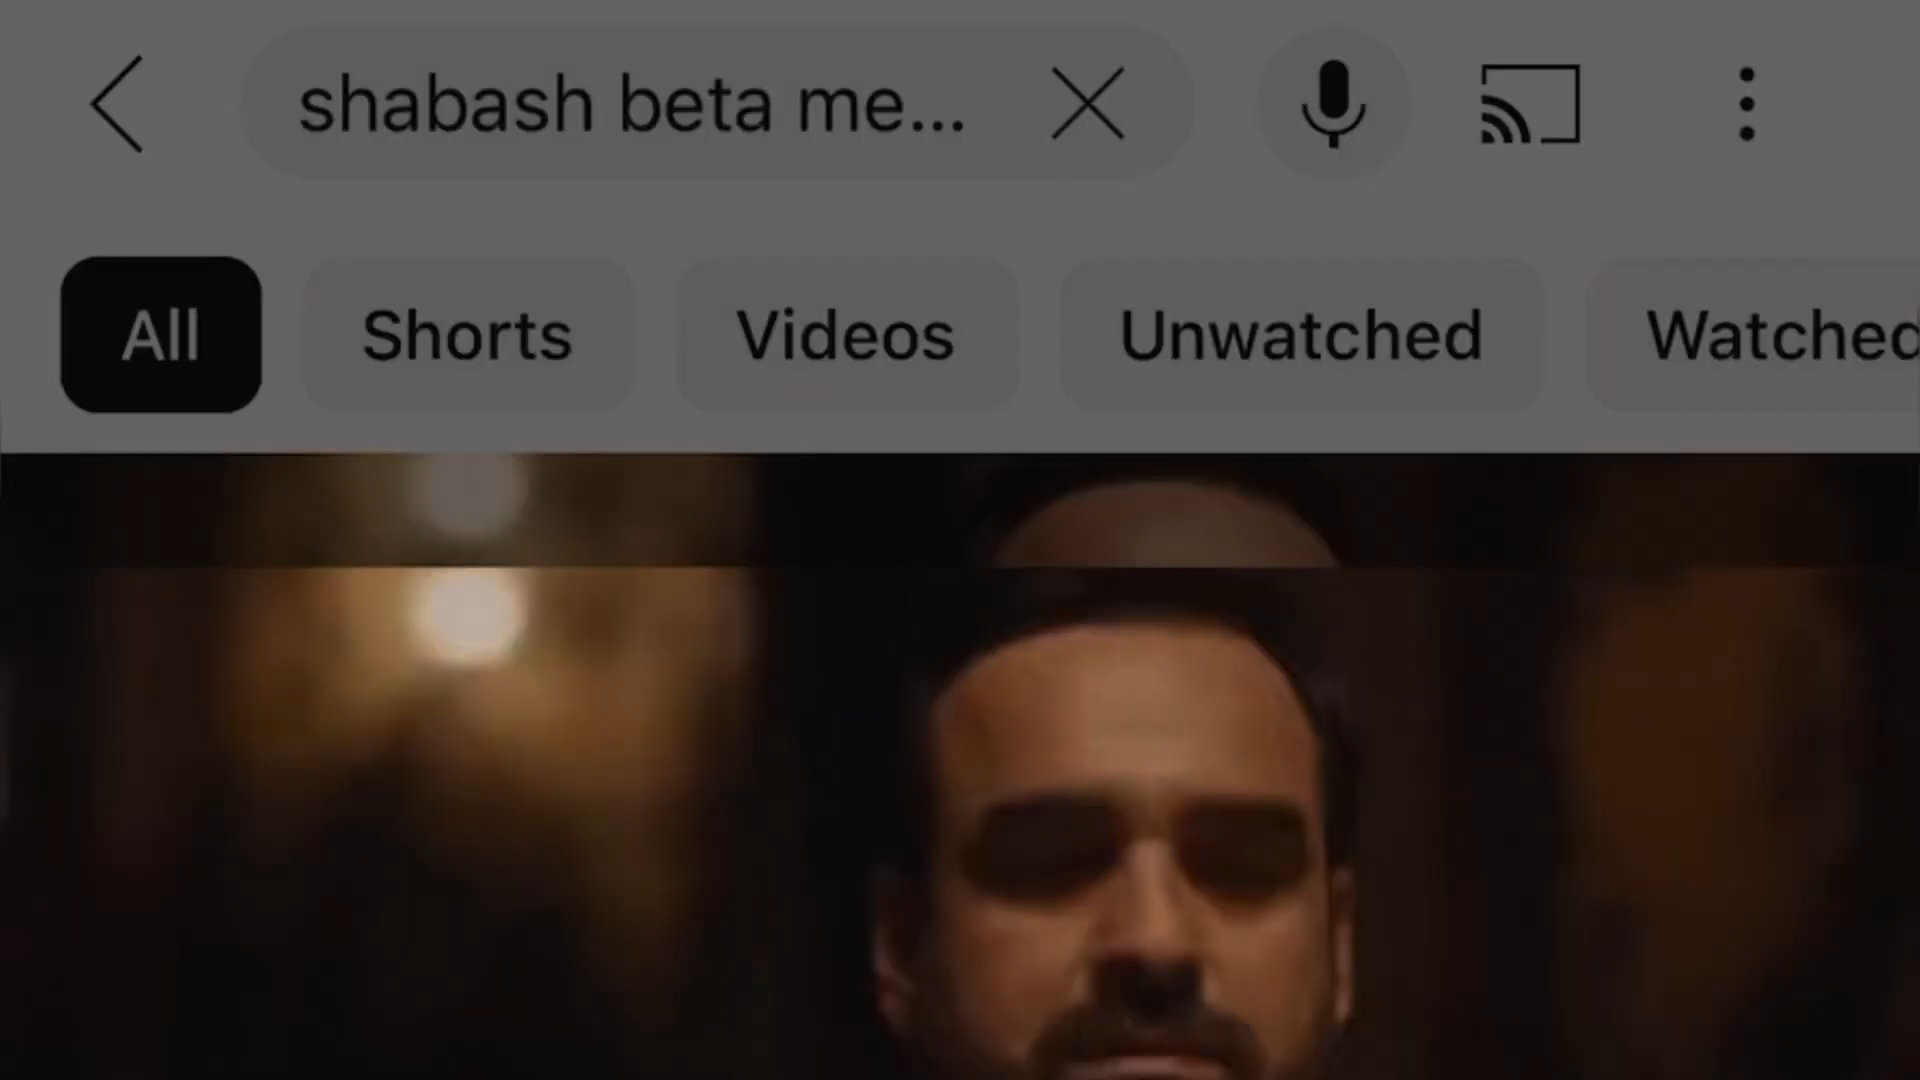 shabash beta me...
All
Shorts
Videos
Unwatched
Watched